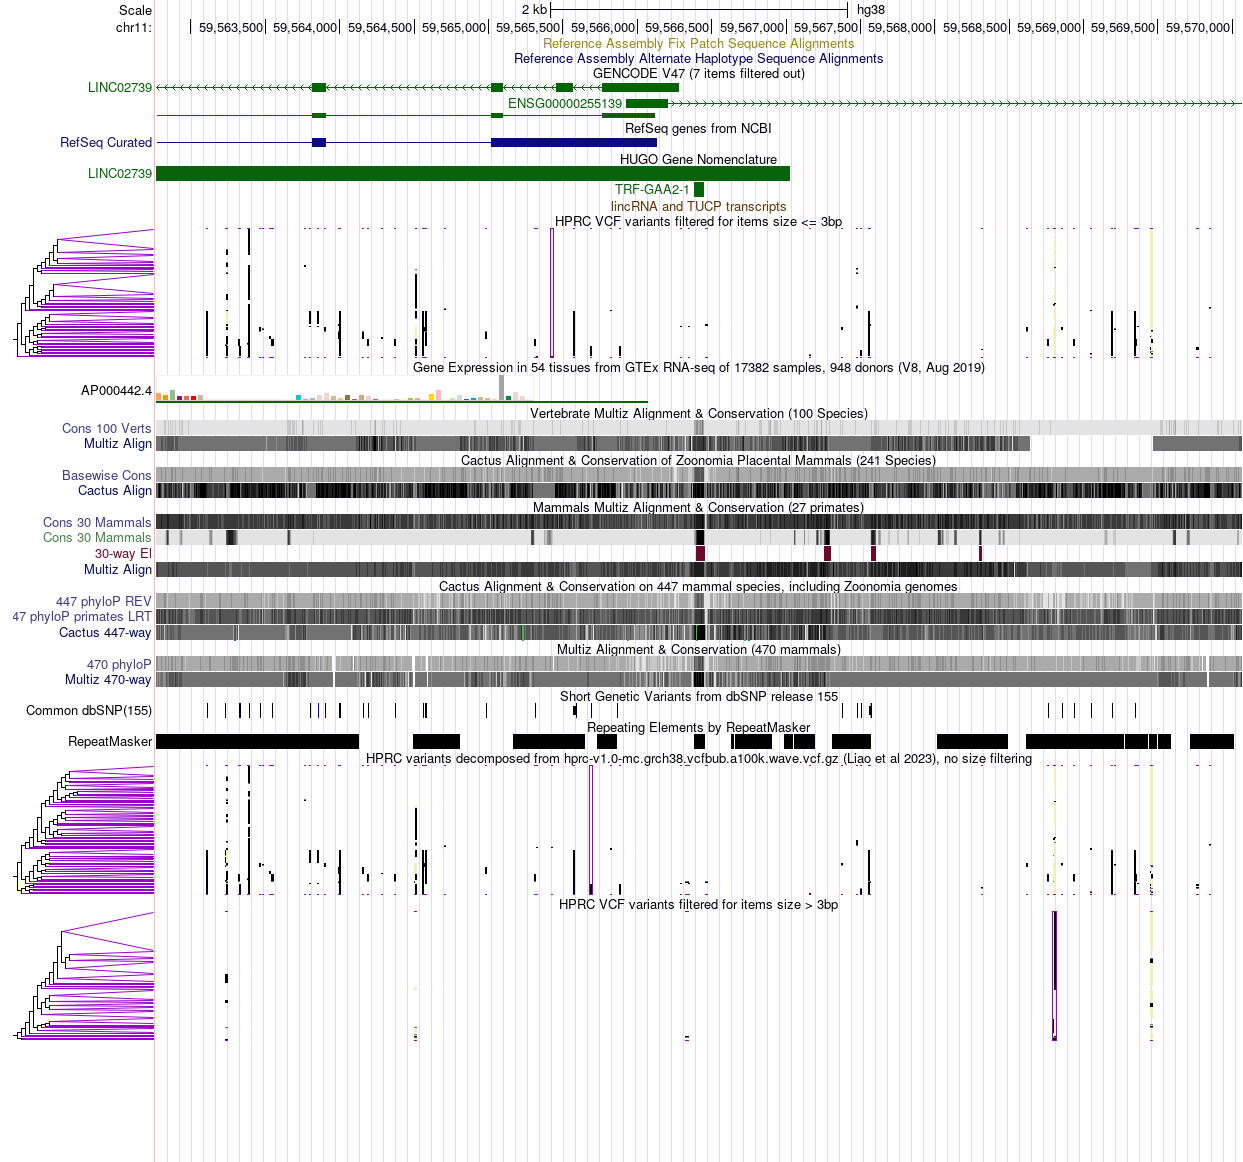 Scale 2 kb hg38
chr11: 59,563,500 59,564,000 59,564,500 59,565,000 59,565,500 59,566,000 59,566,500 59,567,000 59,567,500 59,568,000 59,568,500 59,569,000 59,569,500 59,570,000
Reference Assembly Fix Patch Sequence Alignments
Reference Assembly Alternate Haplotype Sequence Alignments
GENCODE V47 (7 items filtered out)
LINC02739
ENSG00000255139
RefSeq genes from NCBI
RefSeq Curated
HUGO Gene Nomenclature
LINC02739
TRF-GAA2-1
lincRNA and TUCP transcripts
HPRC VCF variants filtered for items size <= 3bp
Gene Expression in 54 tissues from GTEx RNA-seq of 17382 samples, 948 donors (V8, Aug 2019)
AP000442.4
Vertebrate Multiz Alignment & Conservation (100 Species)
Cons 100 Verts
Multiz Align
Cactus Alignment & Conservation of Zoonomia Placental Mammals (241 Species)
Basewise Cons
Cactus Align
Mammals Multiz Alignment & Conservation (27 primates)
Cons 30 Mammals
Cons 30 Mammals
30-way El
Multiz Align
Cactus Alignment & Conservation on 447 mammal species, including Zoonomia genomes
447 phyloP REV
47 phyloP primates LRT
Cactus 447-way
Multiz Alignment & Conservation (470 mammals)
470 phyloP
Multiz 470-way
Short Genetic Variants from dbSNP release 155
Common dbSNP(155)
Repeating Elements by RepeatMasker
RepeatMasker
HPRC variants decomposed from hprc-v1.0-mc.grch38.vcfbub.a100k.wave.vcf.gz (Liao et al 2023), no size filtering
HPRC VCF variants filtered for items size > 3bp